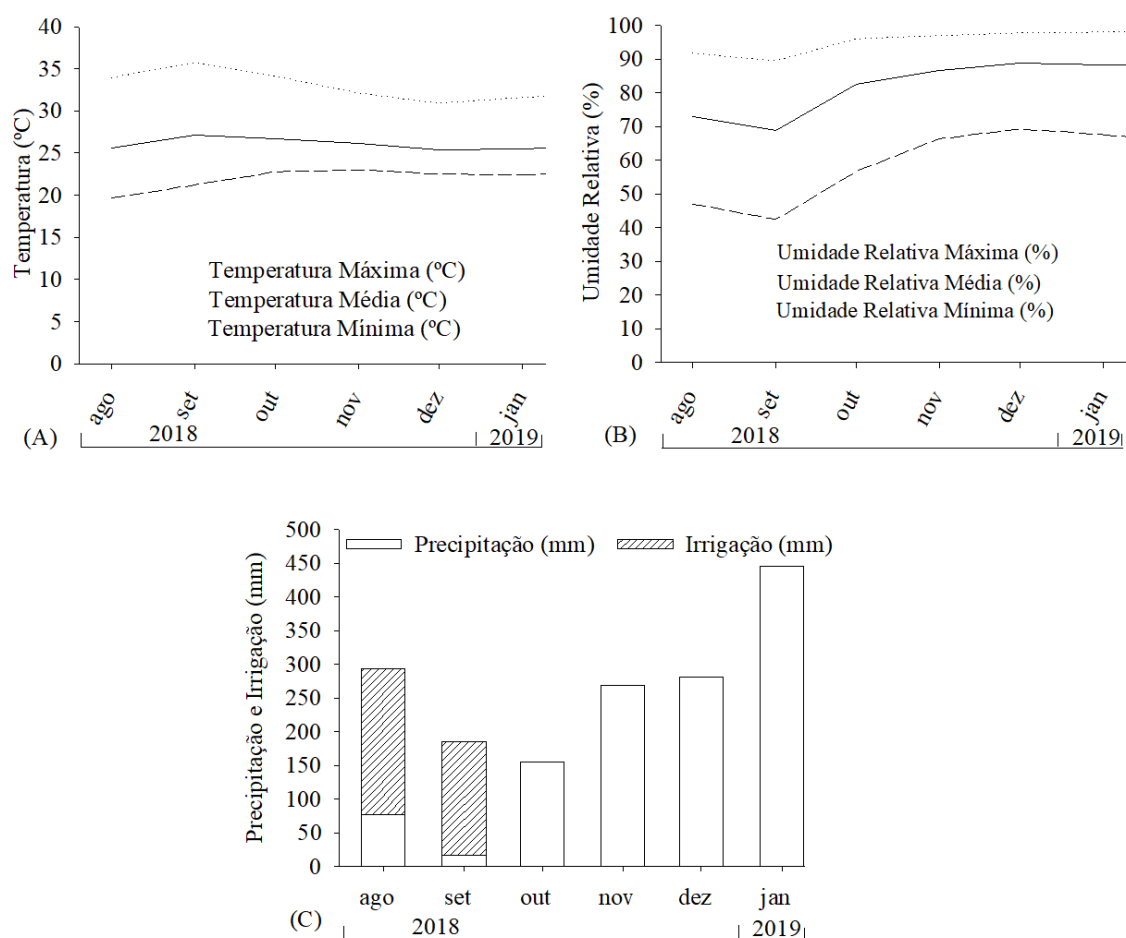 40
35
30
25
20
15
10
5
0
Temperatura (ºC)
Temperatura Máxima (ºC)
Temperatura Média (ºC)
Temperatura Mínima (ºC)
ago
set
out
nov
dez
jan
(A)
2018
2019
100
90
80
70
60
50
40
30
20
10
0
Umidade Relativa (%)
Umidade Relativa Máxima (%)
Umidade Relativa Média (%)
Umidade Relativa Mínima (%)
ago
set
out
nov
dez
jan
(B)
2018
2019
500
450
400
350
300
250
200
150
100
50
0
Precipitação e Irrigação (mm)
Precipitação (mm)
Irrigação (mm)
ago
set
out
nov
dez
jan
(C)
2018
2019